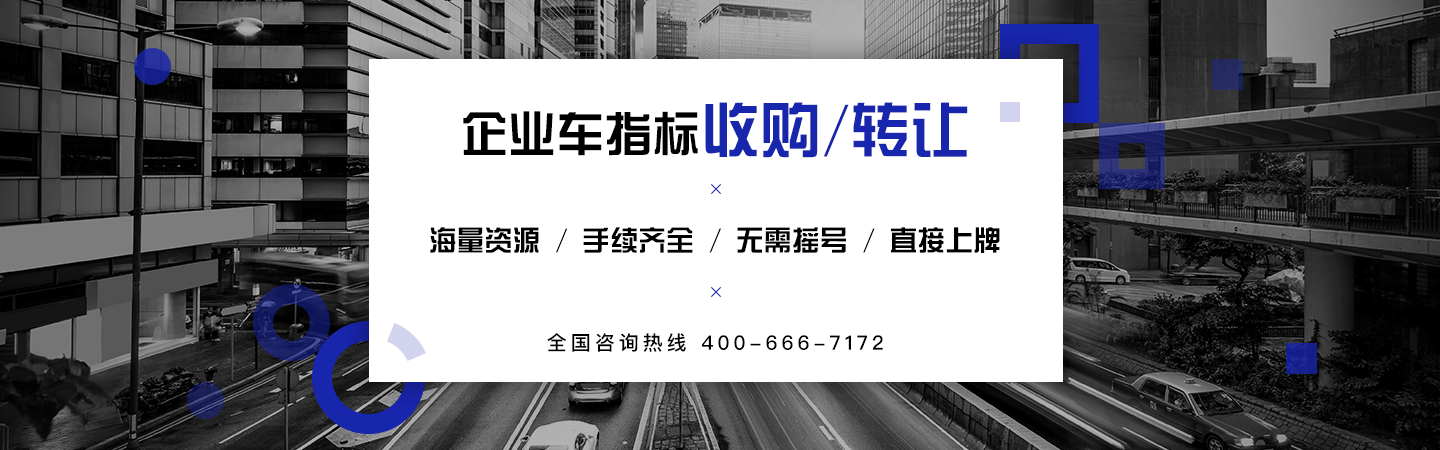 企业车指标收购/转让
×
海量资源 / 手续齐全 / 无需摇号 / 直接上牌
×
全国咨询热线 400-666-7172